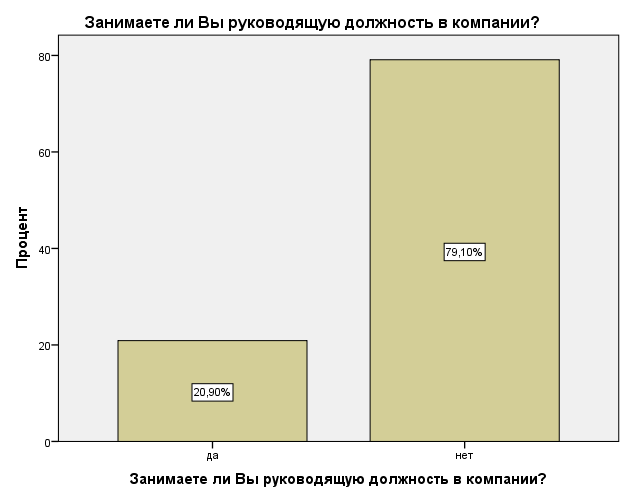 Занимаете ли Вы руководящую должность в компании?
Процент
80
60
40
20
0
79,10%
20,90%
да
нет
Занимаете ли Вы руководящую должность в компании?